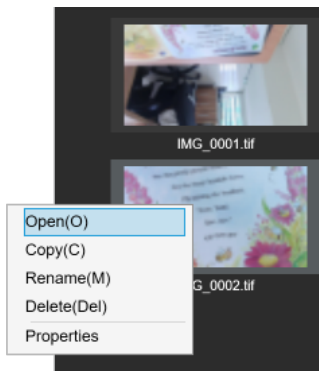 IMG_0001.tif
Open(O)
Copy(C)
Rename(M)
Delete(Del)
Properties
G_0002.tif